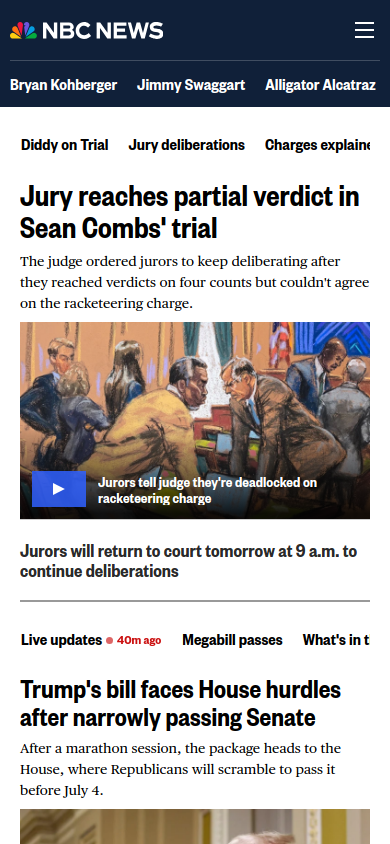 NBC NEWS
Bryan Kohberger Jimmy Swaggart Alligator Alcatraz
Diddy on Trial Jury deliberations Charges explaine
Jury reaches partial verdict in
Sean Combs' trial
The judge ordered jurors to keep deliberating after
they reached verdicts on four counts but couldn't agree
on the racketeering charge.
Jurors tell judge they're deadlocked on
racketeering charge
Jurors will return to court tomorrow at 9 a.m. to
continue deliberations
Live updates 40m ago Megabill passes What's in t
Trump's bill faces House hurdles
after narrowly passing Senate
After a marathon session, the package heads to the
House, where Republicans will scramble to pass it
before July 4.